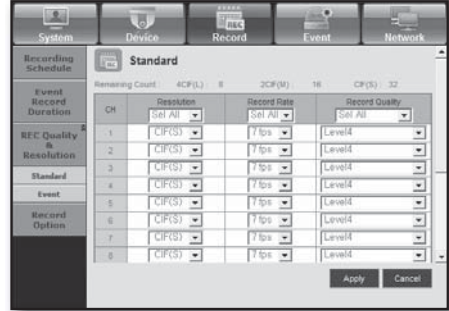 System Device Record Event Network
REC
Recording
Schedule
Event
Record
Duration
REC Quality
&
Resolution
Standard
Event
Record
Option
Standard
Remaining Count : 4CIF(L) : 8 2CIF(M) : 16 CIF(S) : 32
CH Resolution Record Rate Record Quality
Sel All Sel All Sel All
1 CIF(S) 7 fps Level4
2 CIF(S) 7 fps Level4
3 CIF(S) 7 fps Level4
4 CIF(S) 7 fps Level4
5 CIF(S) 7 fps Level4
6 CIF(S) 7 fps Level4
7 CIF(S) 7 fps Level4
8 CIF(S) 7 fps Level4
Apply Cancel